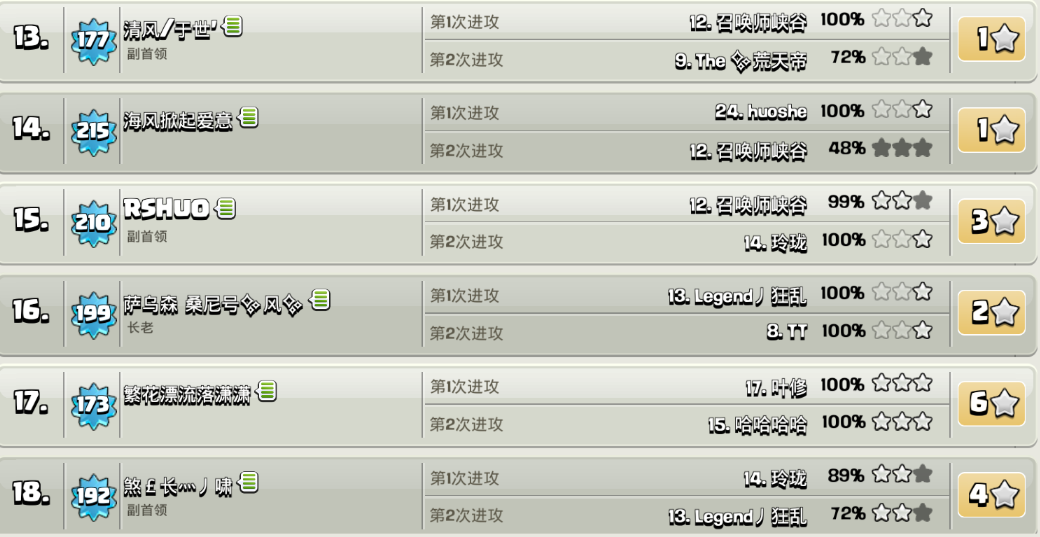 13. 177 清风/于世' 第1次进攻 12. 召唤师峡谷 100% 1
副首领 第2次进攻 9. The 荒天帝 72%
14. 215 海风掀起爱意 第1次进攻 24. huoshe 100% 1
第2次进攻 12. 召唤师峡谷 48%
15. 210 RSHUO 第1次进攻 12. 召唤师峡谷 99% 3
副首领 第2次进攻 14. 玲珑 100%
16. 199 萨乌森 桑尼号༗风༗ 第1次进攻 13. Legend丿狂乱 100% 2
长老 第2次进攻 8. TT 100%
17. 173 繁花漂流落潇潇 第1次进攻 17. 叶修 100% 6
第2次进攻 15. 哈哈哈哈 100%
18. 192 煞£长灬丿啸 第1次进攻 14. 玲珑 89% 4
副首领 第2次进攻 13. Legend丿狂乱 72%